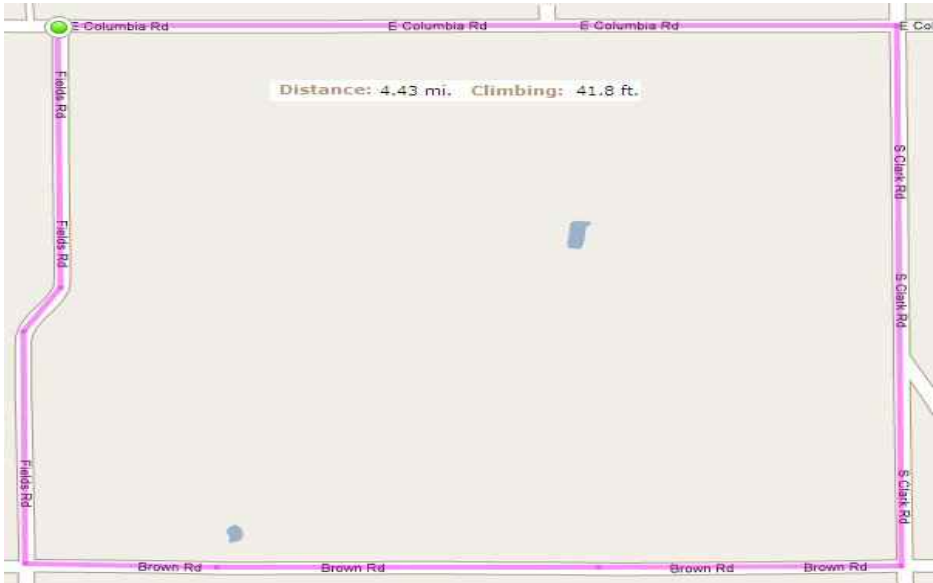 E Columbia Rd E Columbia Rd E Columbia Rd E Co
Fields Rd
Distance: 4.43 mi. Climbing: 41.8 ft.
S Clark Rd
Fields Rd
S Clark Rd
Fields Rd
S Clark Rd
Brown Rd Brown Rd Brown Rd Brown Rd